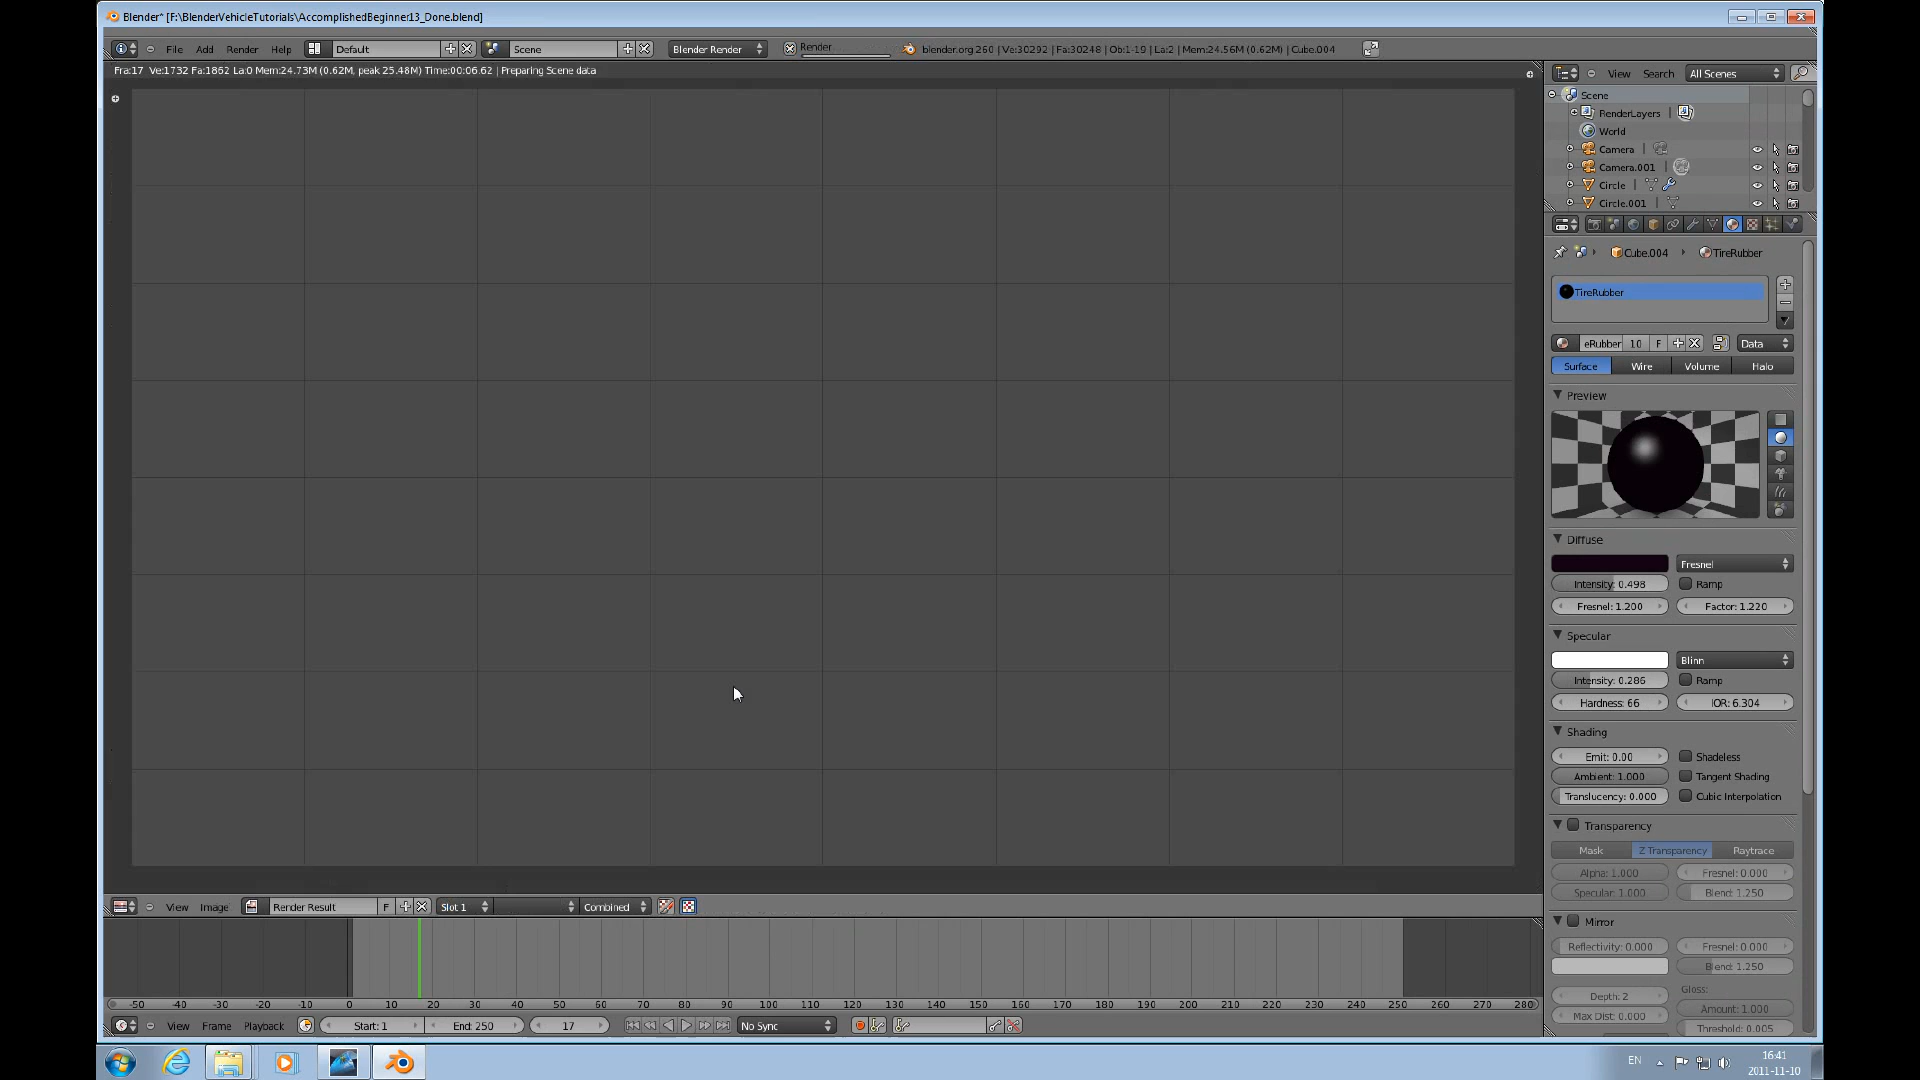 Blender* [F:\BlenderVehicleTutorials\AccomplishedBeginner13_Done.blend]
File Add Render Help Default Scene Blender Render Render blender.org 260 | Ve:30292 | Fa:30248 | Ob:1-19 | La:2 | Mem:24.56M (0.62M) | Cube.004
Fra:17 Ve:1732 Fa:1862 La:0 Mem:24.73M (0.62M, peak 25.48M) Time:00:06.62 | Preparing Scene data
View Search All Scenes
Scene
RenderLayers |
World
Camera |
Camera.001 |
Circle |
Circle.001 |
Cube.004 TireRubber
TireRubber
eRubber 10 F Data
Surface Wire Volume Halo
Preview
Diffuse
Fresnel
Intensity: 0.498 Ramp
Fresnel: 1.200 Factor: 1.220
Specular
Blinn
Intensity: 0.286 Ramp
Hardness: 66 IOR: 6.304
Shading
Emit: 0.00 Shadeless
Ambient: 1.000 Tangent Shading
Translucency: 0.000 Cubic Interpolation
Transparency
Mask Z Transparency Raytrace
Alpha: 1.000 Fresnel: 0.000
Specular: 1.000 Blend: 1.250
Mirror
Reflectivity: 0.000 Fresnel: 0.000
Blend: 1.250
Gloss:
Depth: 2 Amount: 1.000
Max Dist: 0.000 Threshold: 0.005
View Image Render Result F Slot 1 Combined
-50 -40 -30 -20 -10 0 10 20 30 40 50 60 70 80 90 100 110 120 130 140 150 160 170 180 190 200 210 220 230 240 250 260 270 280
View Frame Playback Start: 1 End: 250 17 No Sync
EN 16:41
2011-11-10